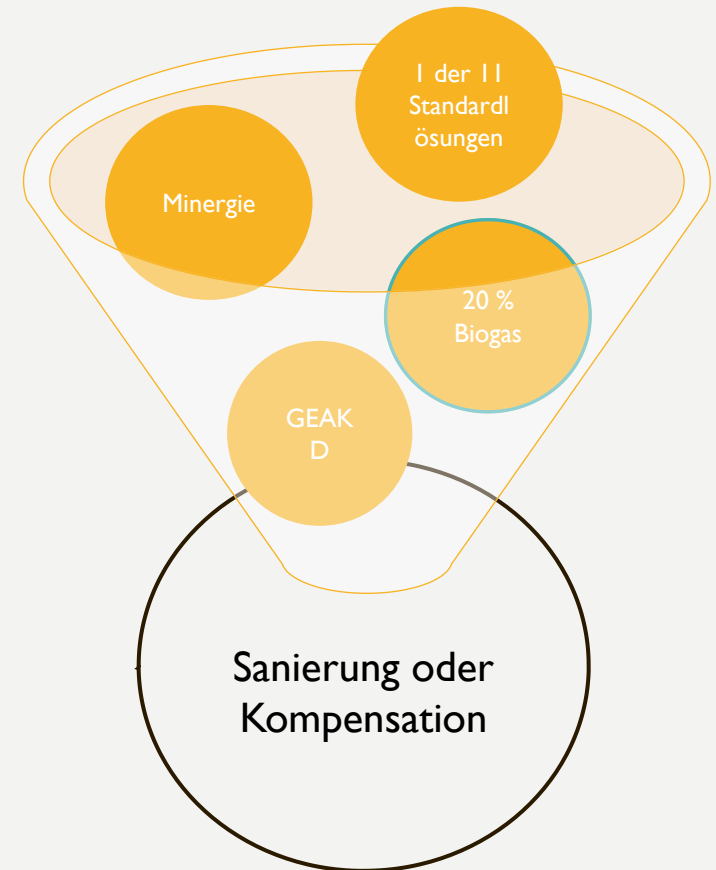 1 der 11
Standardl
ösungen
Minergie
20 %
Biogas
GEAK
D
Sanierung oder
Kompensation